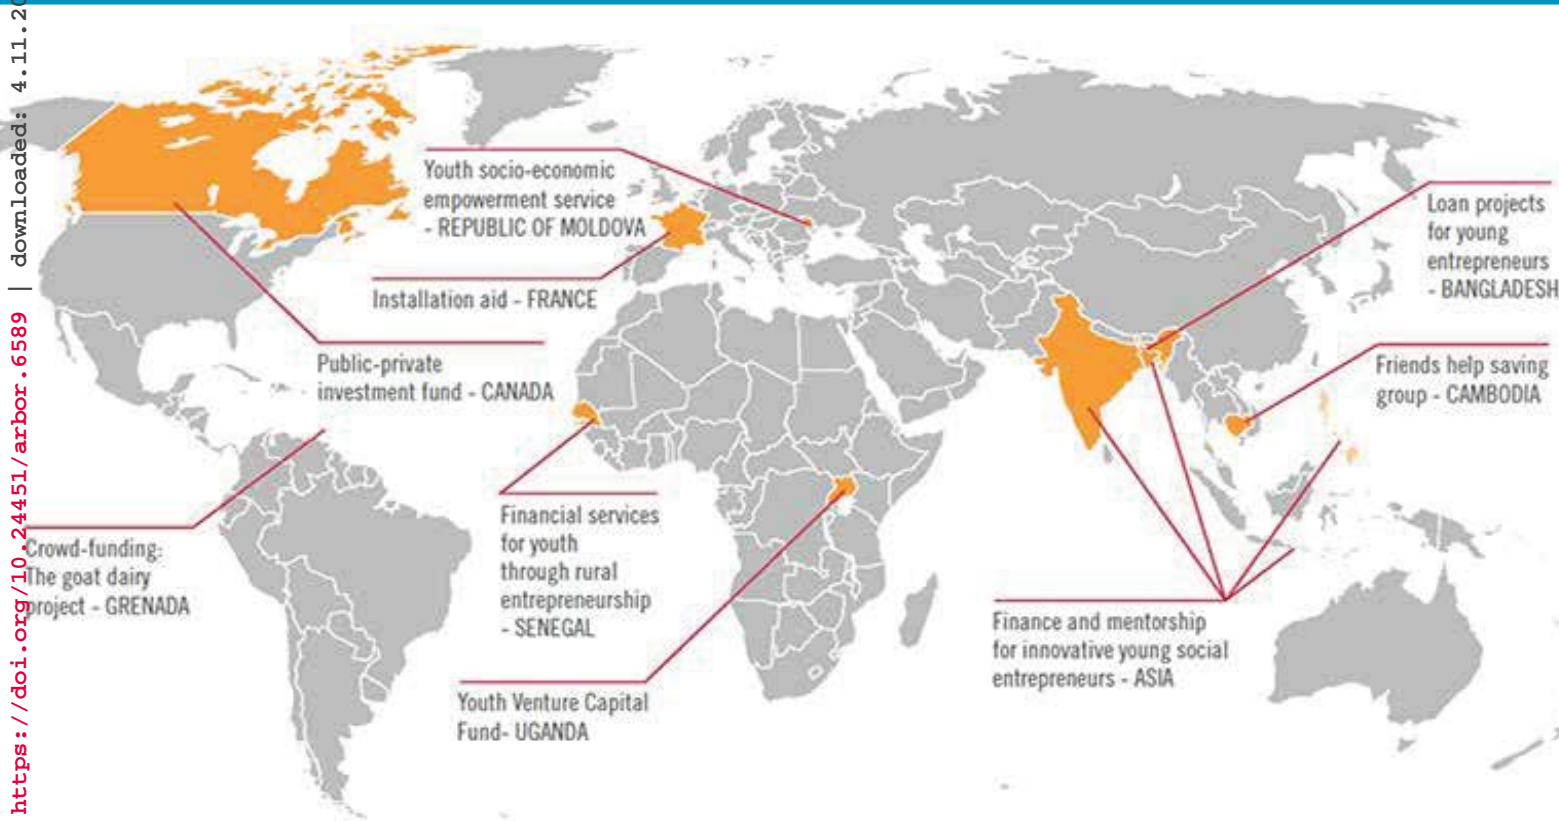 https://doi.org/10.24451/arbor.6589 | downloaded: 4.11.20
Youth socio-economic
empowerment service
- REPUBLIC OF MOLDOVA
Installation aid - FRANCE
Public-private
investment fund - CANADA
Crowd-funding:
The goat dairy
project - GRENADA
Financial services
for youth
through rural
entrepreneurship
- SENEGAL
Youth Venture Capital
Fund- UGANDA
Loan projects
for young
entrepreneurs
- BANGLADESH
Friends help saving
group - CAMBODIA
Finance and mentorship
for innovative young social
entrepreneurs - ASIA